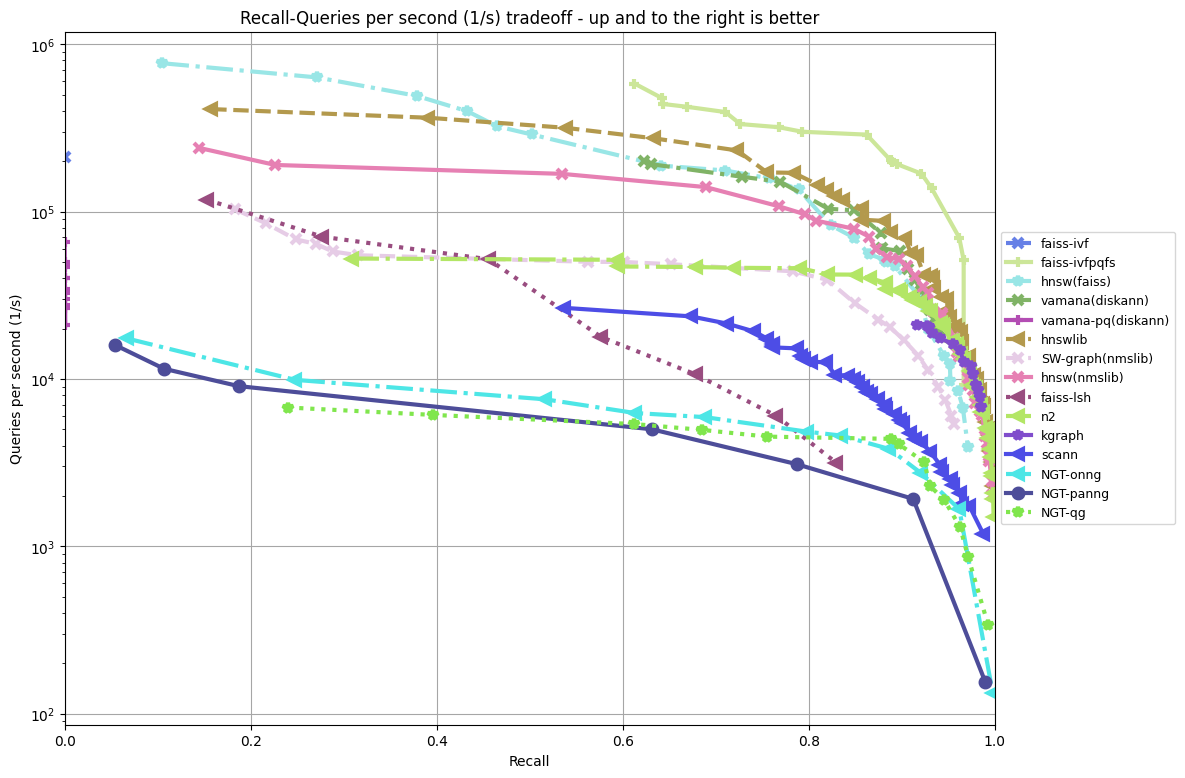 Recall-Queries per second (1/s) tradeoff - up and to the right is better
Queries per second (1/s)
10^6
10^5
10^4
10^3
10^2
0.0 0.2 0.4 0.6 0.8 1.0
Recall
faiss-ivf
faiss-ivfpqfs
hnsw(faiss)
vamana(diskann)
vamana-pq(diskann)
hnswlib
SW-graph(nmslib)
hnsw(nmslib)
faiss-lsh
n2
kgraph
scann
NGT-onng
NGT-panng
NGT-qg